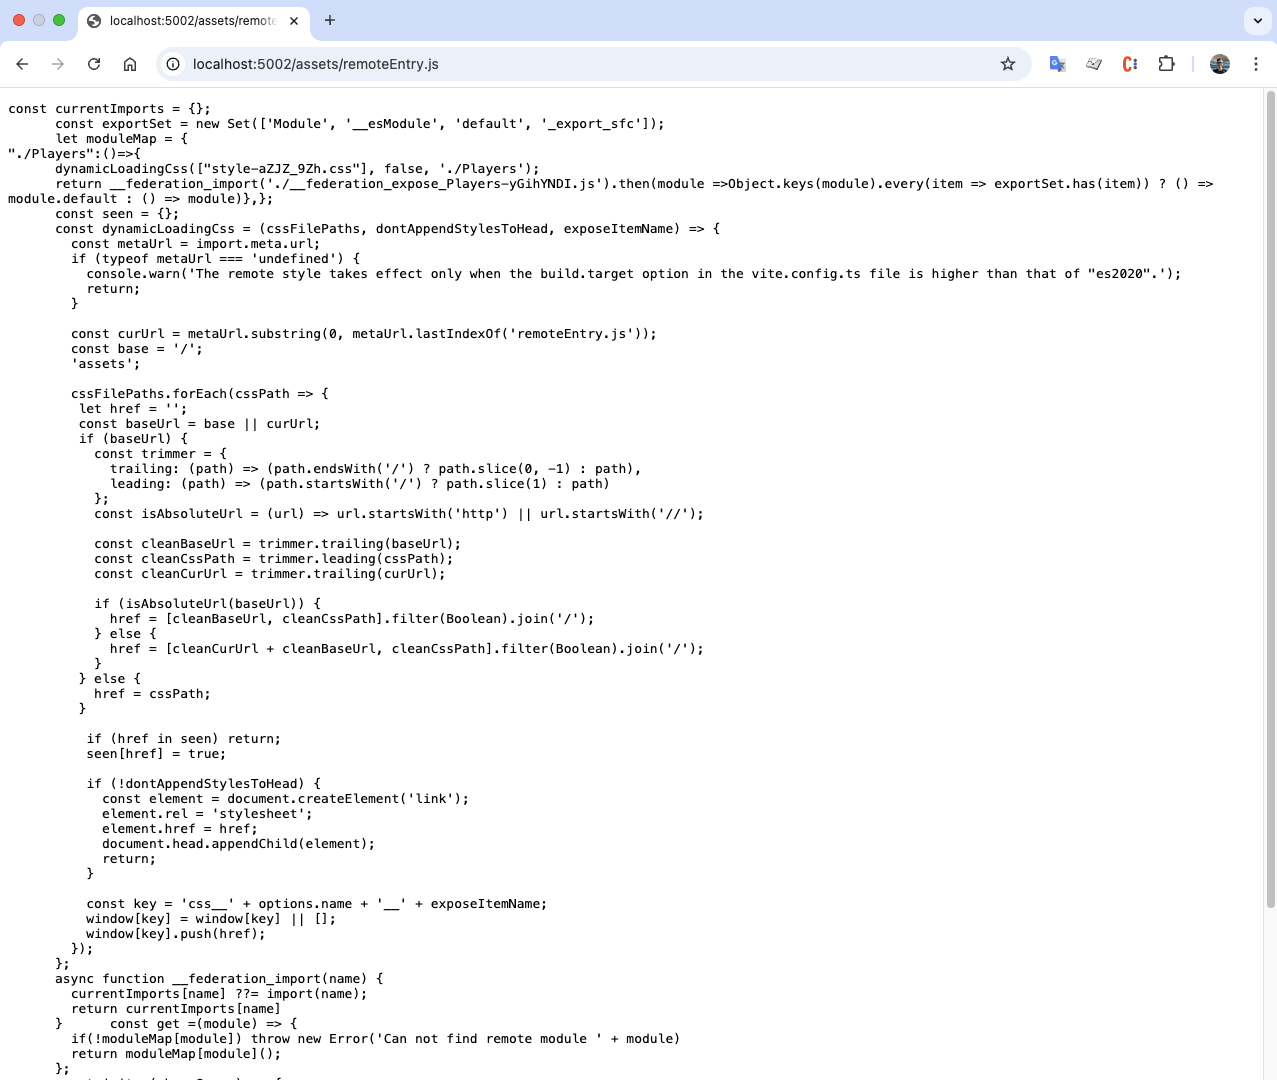 localhost:5002/assets/remote
localhost:5002/assets/remoteEntry.js
const currentImports = {};
const exportSet = new Set(['Module', '__esModule', 'default', '_export_sfc']);
let moduleMap = {
"./Players":()=>{
dynamicLoadingCss(["style-aZJZ_9Zh.css"], false, './Players');
return __federation_import('./__federation_expose_Players-yGihYNDI.js').then(module =>Object.keys(module).every(item => exportSet.has(item)) ? () =>
module.default : () => module)},};
const seen = {};
const dynamicLoadingCss = (cssFilePaths, dontAppendStylesToHead, exposeItemName) => {
const metaUrl = import.meta.url;
if (typeof metaUrl === 'undefined') {
console.warn('The remote style takes effect only when the build.target option in the vite.config.ts file is higher than that of "es2020".');
return;
}
const curUrl = metaUrl.substring(0, metaUrl.lastIndexOf('remoteEntry.js'));
const base = '/';
'assets';
cssFilePaths.forEach(cssPath => {
let href = '';
const baseUrl = base || curUrl;
if (baseUrl) {
const trimmer = {
trailing: (path) => (path.endsWith('/') ? path.slice(0, -1) : path),
leading: (path) => (path.startsWith('/') ? path.slice(1) : path)
};
const isAbsoluteUrl = (url) => url.startsWith('http') || url.startsWith('//');
const cleanBaseUrl = trimmer.trailing(baseUrl);
const cleanCssPath = trimmer.leading(cssPath);
const cleanCurUrl = trimmer.trailing(curUrl);
if (isAbsoluteUrl(baseUrl)) {
href = [cleanBaseUrl, cleanCssPath].filter(Boolean).join('/');
} else {
href = [cleanCurUrl + cleanBaseUrl, cleanCssPath].filter(Boolean).join('/');
}
} else {
href = cssPath;
}
if (href in seen) return;
seen[href] = true;
if (!dontAppendStylesToHead) {
const element = document.createElement('link');
element.rel = 'stylesheet';
element.href = href;
document.head.appendChild(element);
return;
}
const key = 'css__' + options.name + '__' + exposeItemName;
window[key] = window[key] || [];
window[key].push(href);
});
};
async function __federation_import(name) {
currentImports[name] ??= import(name);
return currentImports[name]
} const get =(module) => {
if(!moduleMap[module]) throw new Error('Can not find remote module ' + module)
return moduleMap[module]();
};